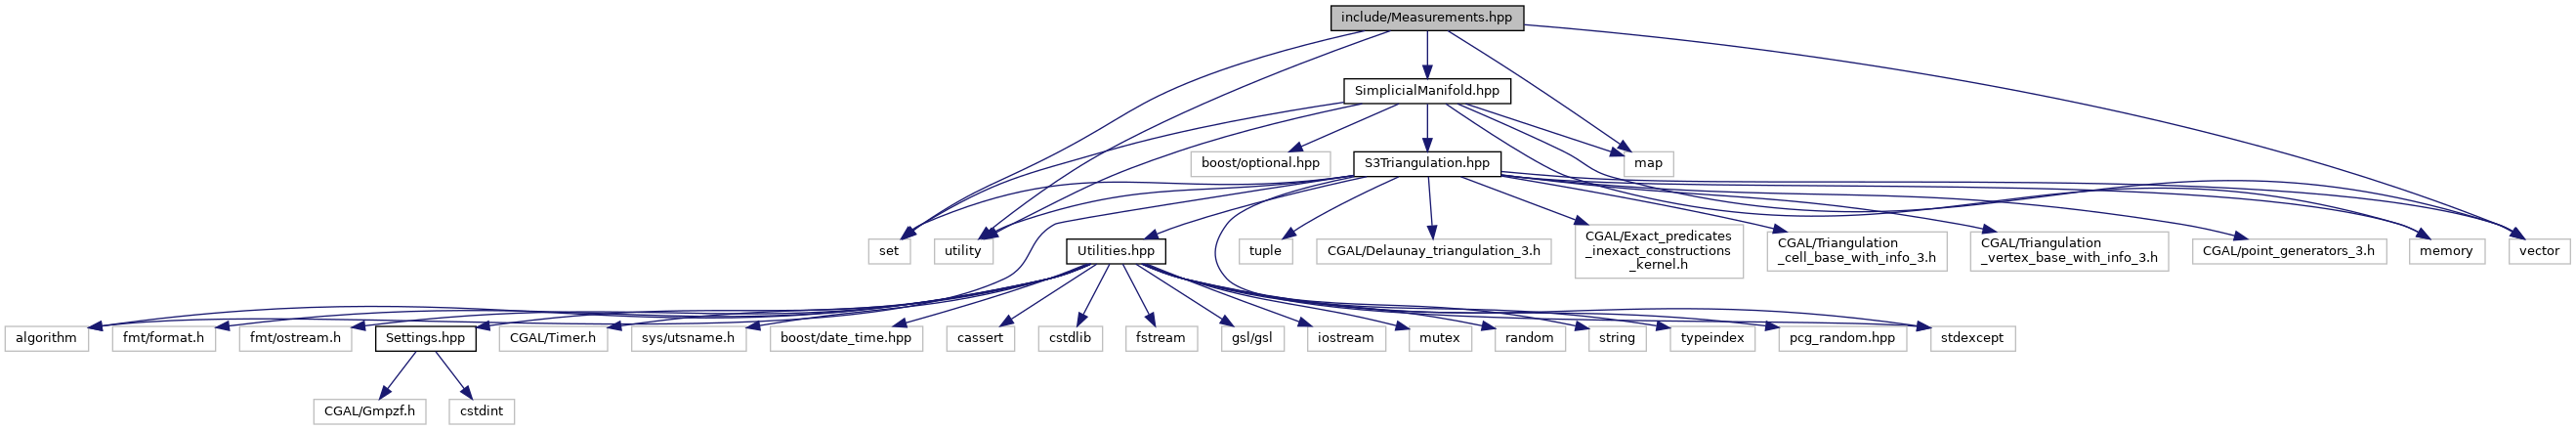 include/Measurements.hpp
SimplicialManifold.hpp
boost/optional.hpp
S3Triangulation.hpp
map
set
utility
Utilities.hpp
tuple
CGAL/Delaunay_triangulation_3.h
CGAL/Exact_predicates
_inexact_constructions
_kernel.h
CGAL/Triangulation
_cell_base_with_info_3.h
CGAL/Triangulation
_vertex_base_with_info_3.h
CGAL/point_generators_3.h
memory
vector
algorithm
fmt/format.h
fmt/ostream.h
Settings.hpp
CGAL/Timer.h
sys/utsname.h
boost/date_time.hpp
cassert
cstdlib
fstream
gsl/gsl
iostream
mutex
random
string
typeindex
pcg_random.hpp
stdexcept
CGAL/Gmpzf.h
cstdint